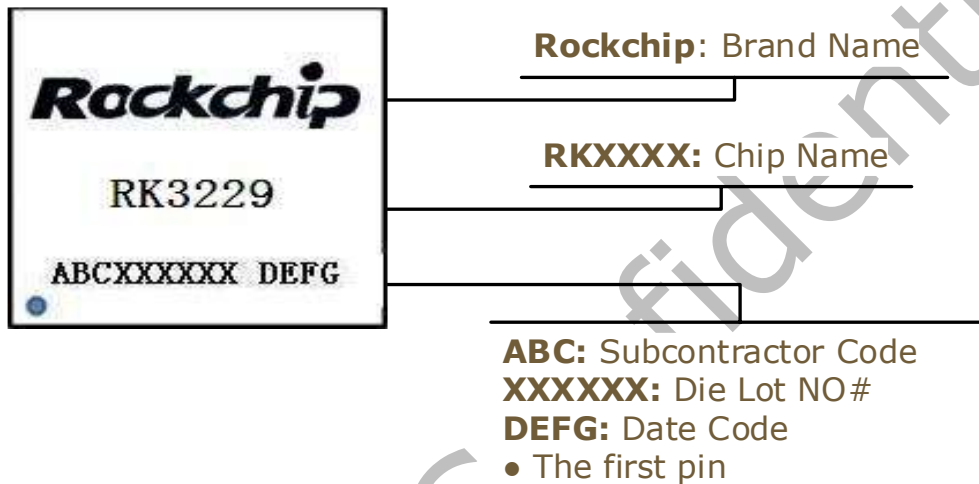 Rockchip
RK3229
ABCXXXXXX DEFG
Rockchip: Brand Name
RKXXXX: Chip Name
ABC: Subcontractor Code
XXXXXX: Die Lot NO#
DEFG: Date Code
● The first pin